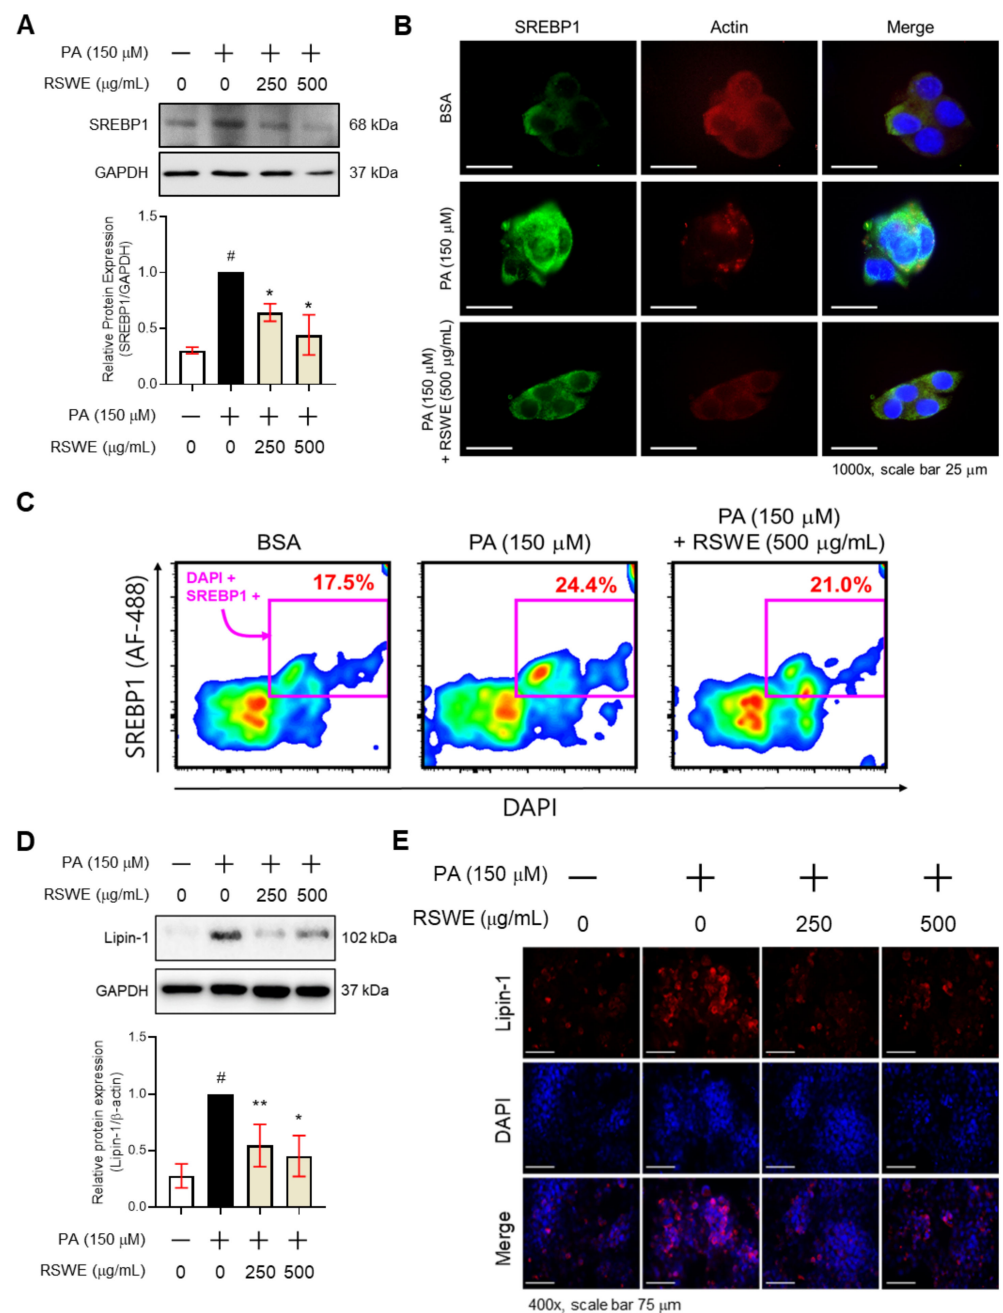 A
PA (150 μM) — + + +
RSWE (μg/mL) 0 0 250 500
SREBP1 68 kDa
GAPDH 37 kDa
Relative Protein Expression
(SREBP1/GAPDH)
1.5
1.0
0.5
0.0
#
*
*
PA (150 μM) — + + +
RSWE (μg/mL) 0 0 250 500
B
SREBP1 Actin Merge
BSA
PA (150 μM)
PA (150 μM)
+ RSWE (500 μg/mL)
1000x, scale bar 25 μm
C
BSA
PA (150 μM)
PA (150 μM)
+ RSWE (500 μg/mL)
SREBP1 (AF-488)
DAPI +
SREBP1 +
17.5%
24.4%
21.0%
DAPI
D
PA (150 μM) — + + +
RSWE (μg/mL) 0 0 250 500
Lipin-1 102 kDa
GAPDH 37 kDa
Relative protein expression
(Lipin-1/β-actin)
1.5
1.0
0.5
0.0
#
**
*
PA (150 μM) — + + +
RSWE (μg/mL) 0 0 250 500
E
PA (150 μM) — + + +
RSWE (μg/mL) 0 0 250 500
Lipin-1
DAPI
Merge
400x, scale bar 75 μm